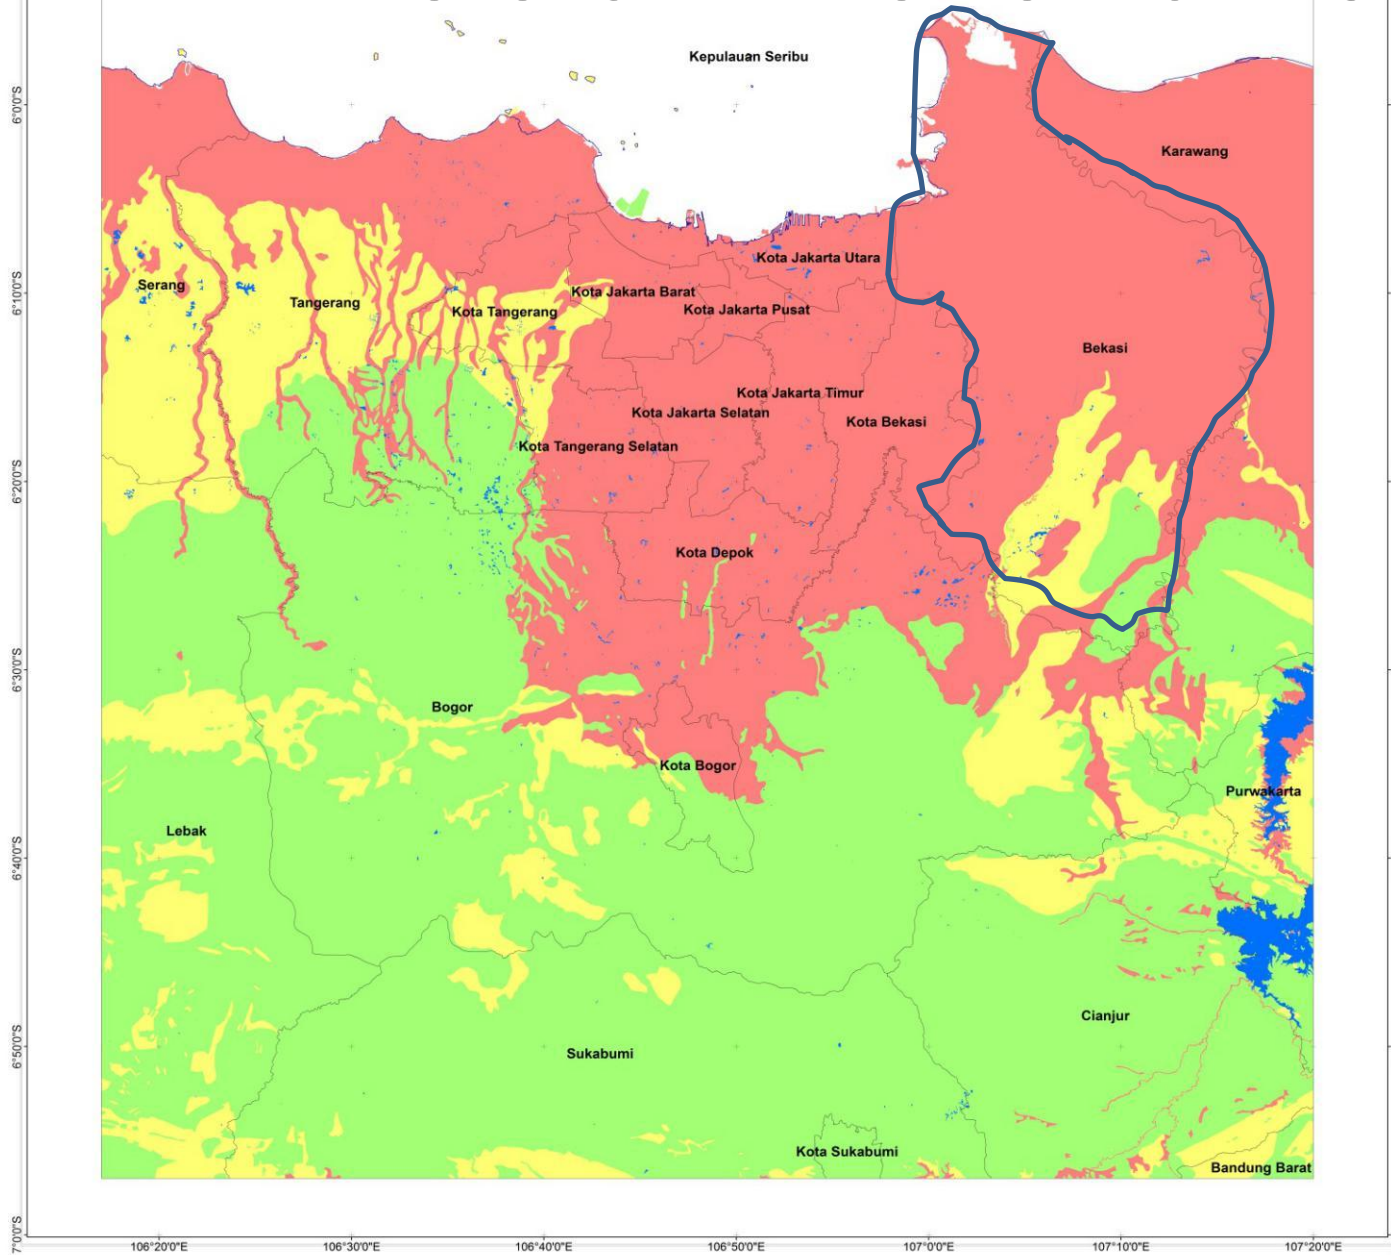 Kepulauan Seribu
6°0'0"S
Karawang
Kota Jakarta Utara
6°10'0"S
Serang
Kota Jakarta Barat
Tangerang
Kota Tangerang
Kota Jakarta Pusat
Bekasi
Kota Jakarta Timur
Kota Jakarta Selatan
Kota Bekasi
Kota Tangerang Selatan
6°20'0"S
Kota Depok
6°30'0"S
Bogor
Kota Bogor
Purwakarta
Lebak
6°40'0"S
Cianjur
6°50'0"S
Sukabumi
Kota Sukabumi
Bandung Barat
7°0'0"S
106°20'0"E 106°30'0"E 106°40'0"E 106°50'0"E 107°0'0"E 107°10'0"E 107°20'0"E